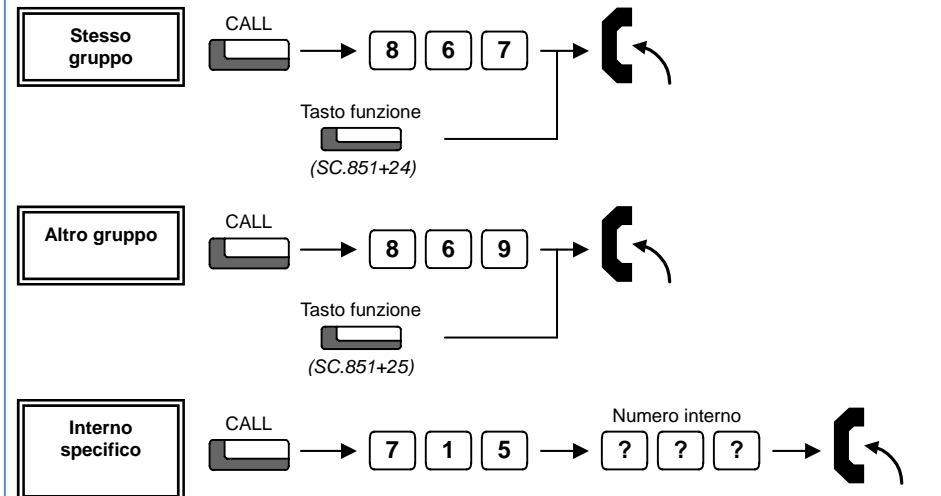 Stesso
gruppo
CALL
8 6 7
Tasto funzione
(SC.851+24)
Altro gruppo
CALL
8 6 9
Tasto funzione
(SC.851+25)
Interno
specifico
CALL
7 1 5
Numero interno
? ? ?